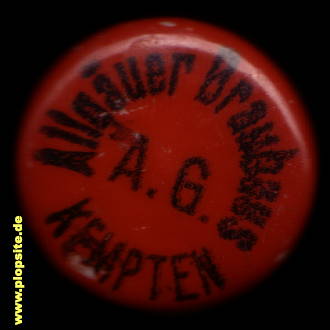 Allgäuer Brauhaus
A. G.
KEMPTEN
www.plopsite.de